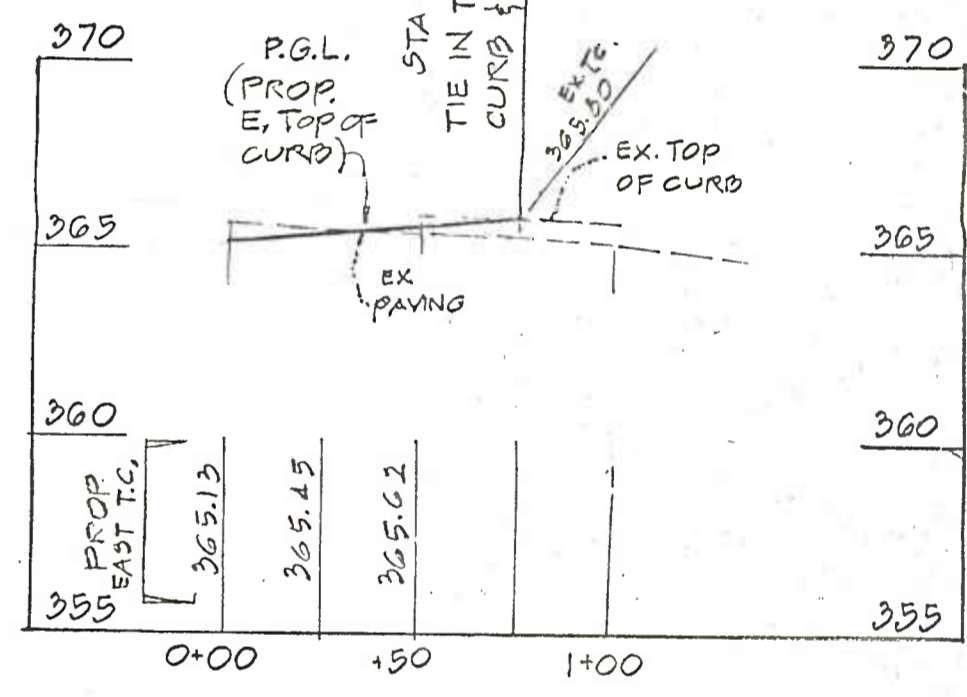 370
P.G.L.
(PROP.
E, TOP OF
CURB)
STA
TIE IN T
CURB &
EX. TC.
365.80
370
EX. TOP
OF CURB
365
365
EX
PAVING
360
360
PROP.
EAST T.C.
365.13
365.45
365.62
355
355
0+00
+50
1+00